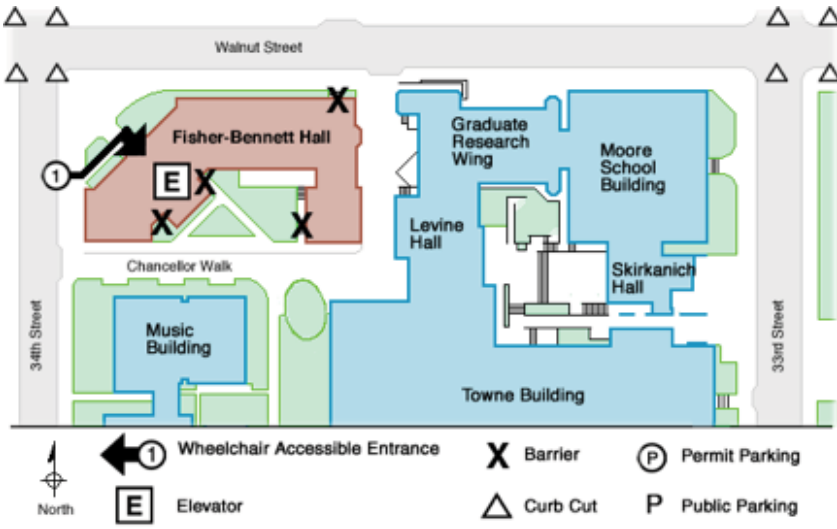 Walnut Street
Fisher-Bennett Hall
X
1
E
X
X
X
Graduate
Research
Wing
Moore
School
Building
Levine
Hall
Skirkanich
Hall
Chancellor Walk
34th Street
Music
Building
33rd Street
Towne Building
1 Wheelchair Accessible Entrance
X Barrier
P Permit Parking
North
E Elevator
Curb Cut
P Public Parking